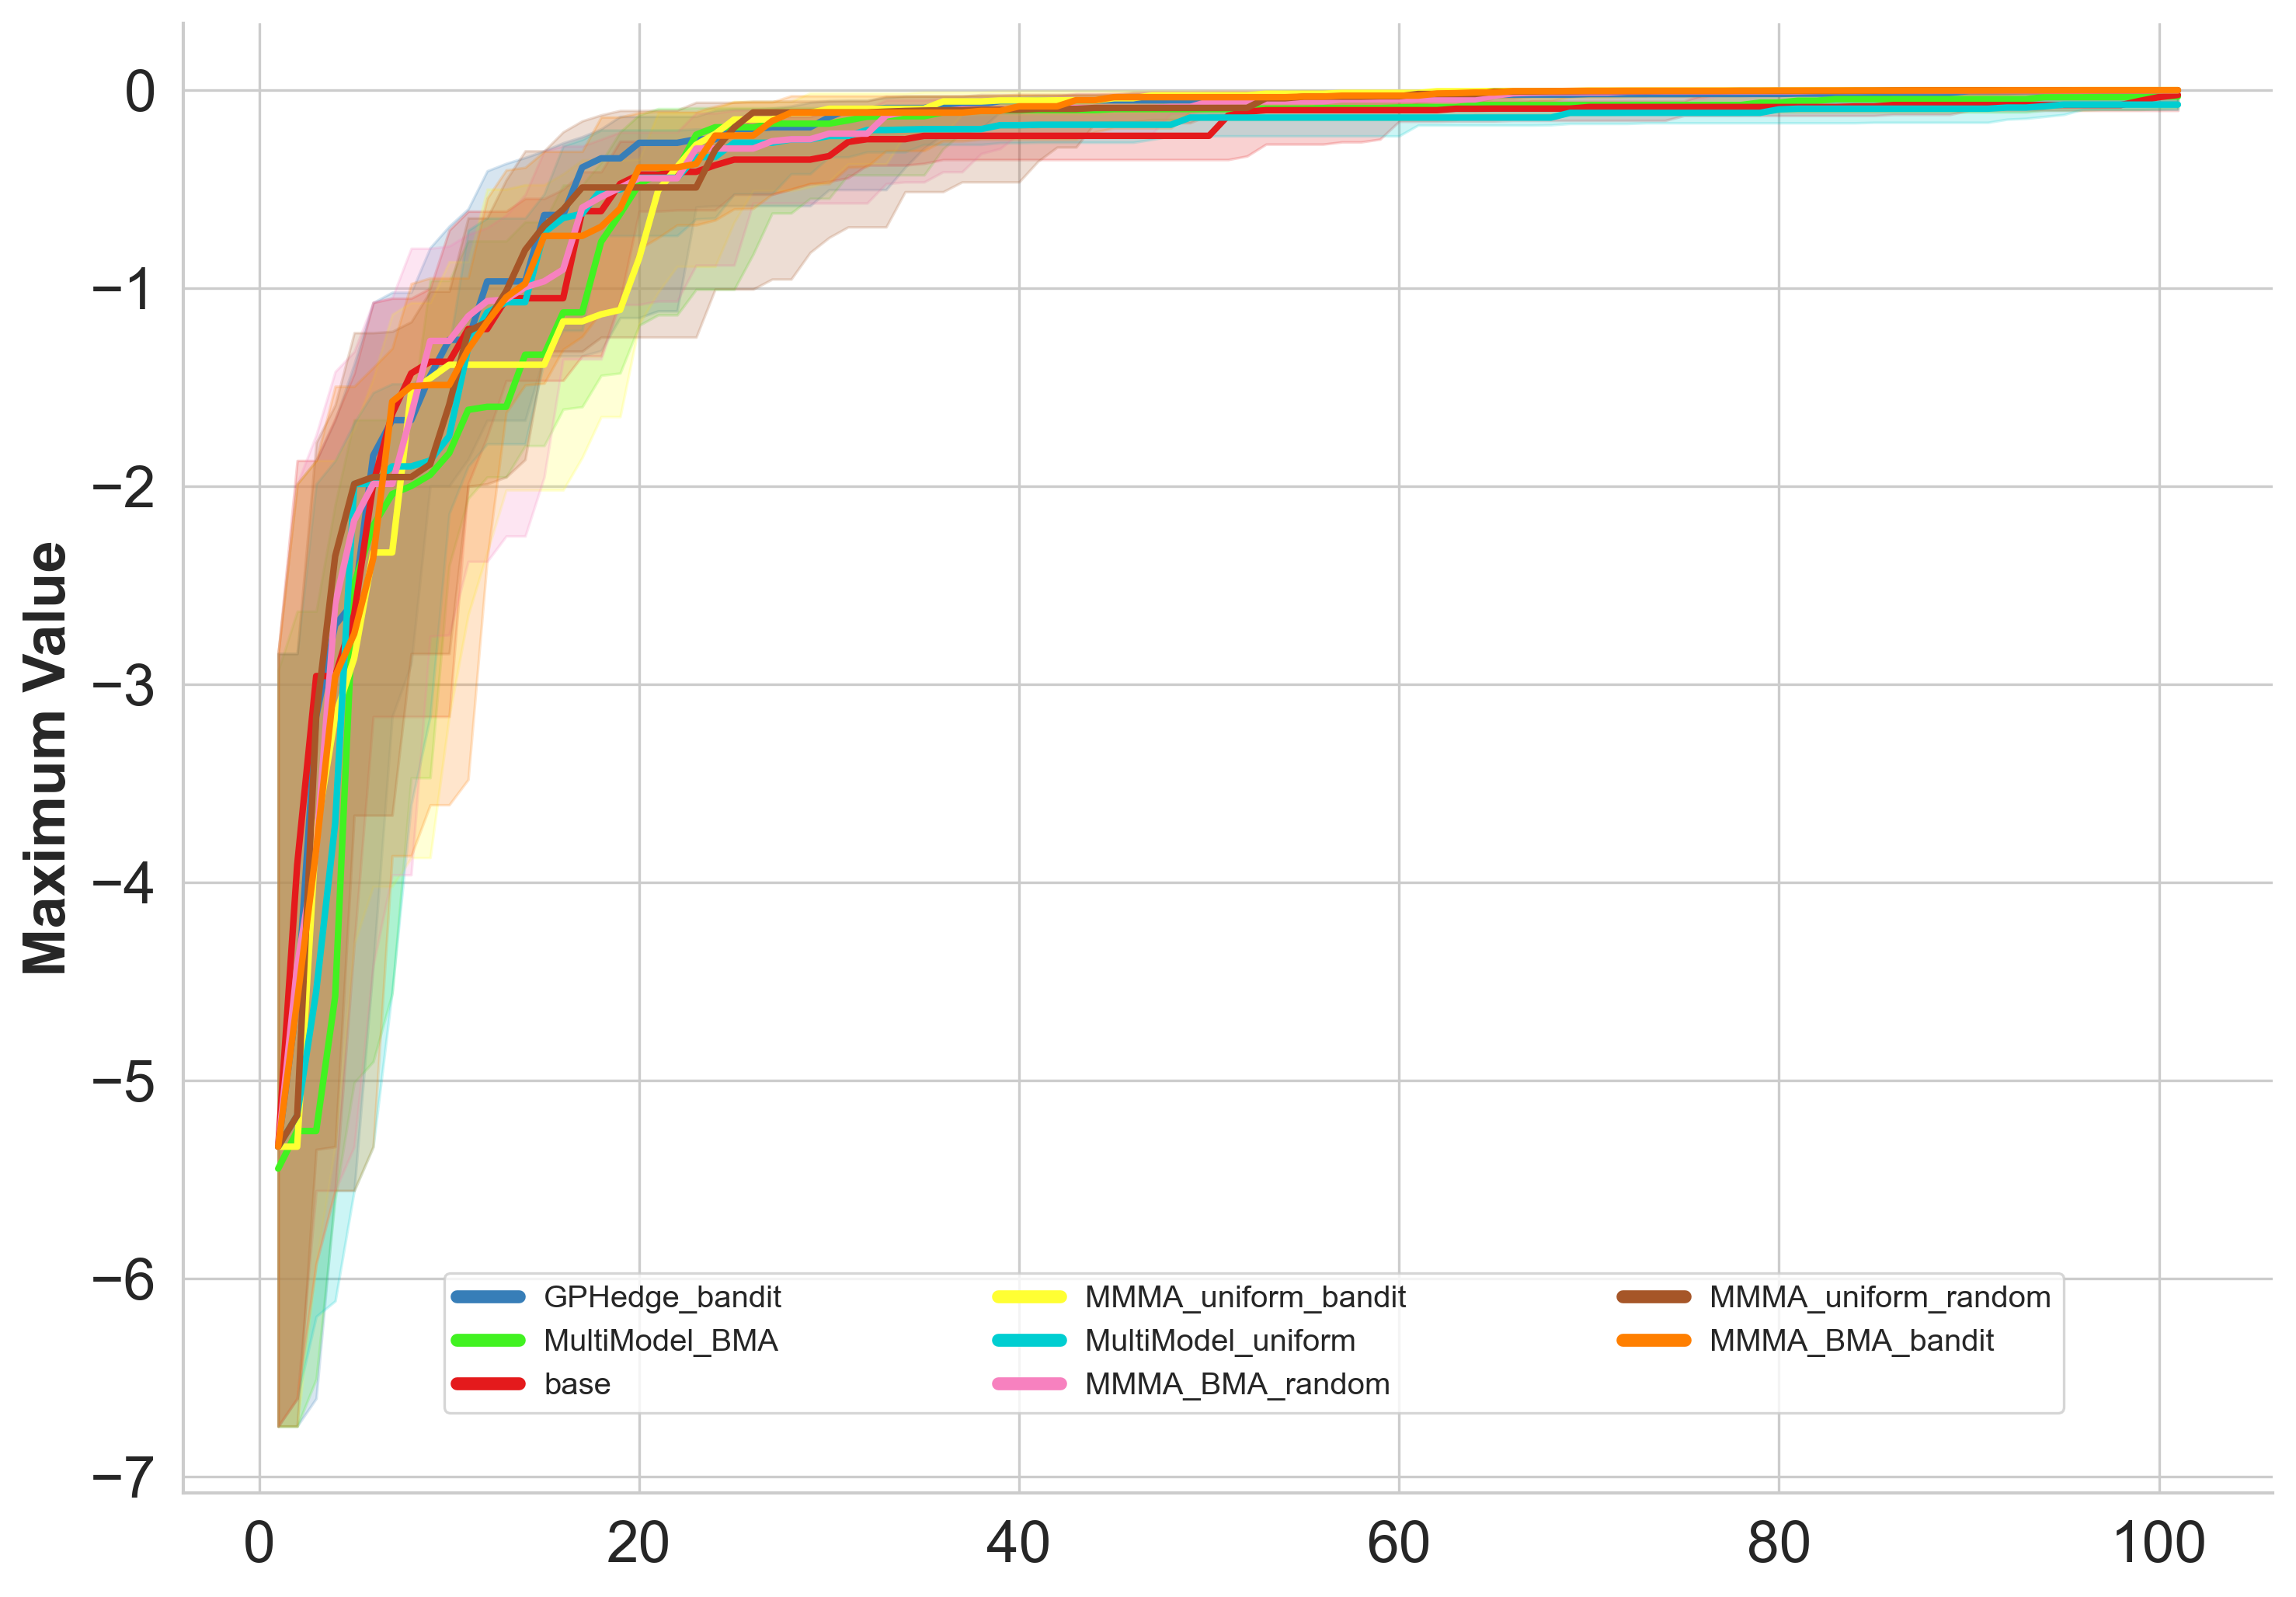 Maximum Value
0
−1
−2
−3
−4
−5
−6
−7
GPHedge_bandit
MultiModel_BMA
base
MMMA_uniform_bandit
MultiModel_uniform
MMMA_BMA_random
MMMA_uniform_random
MMMA_BMA_bandit
0 20 40 60 80 100